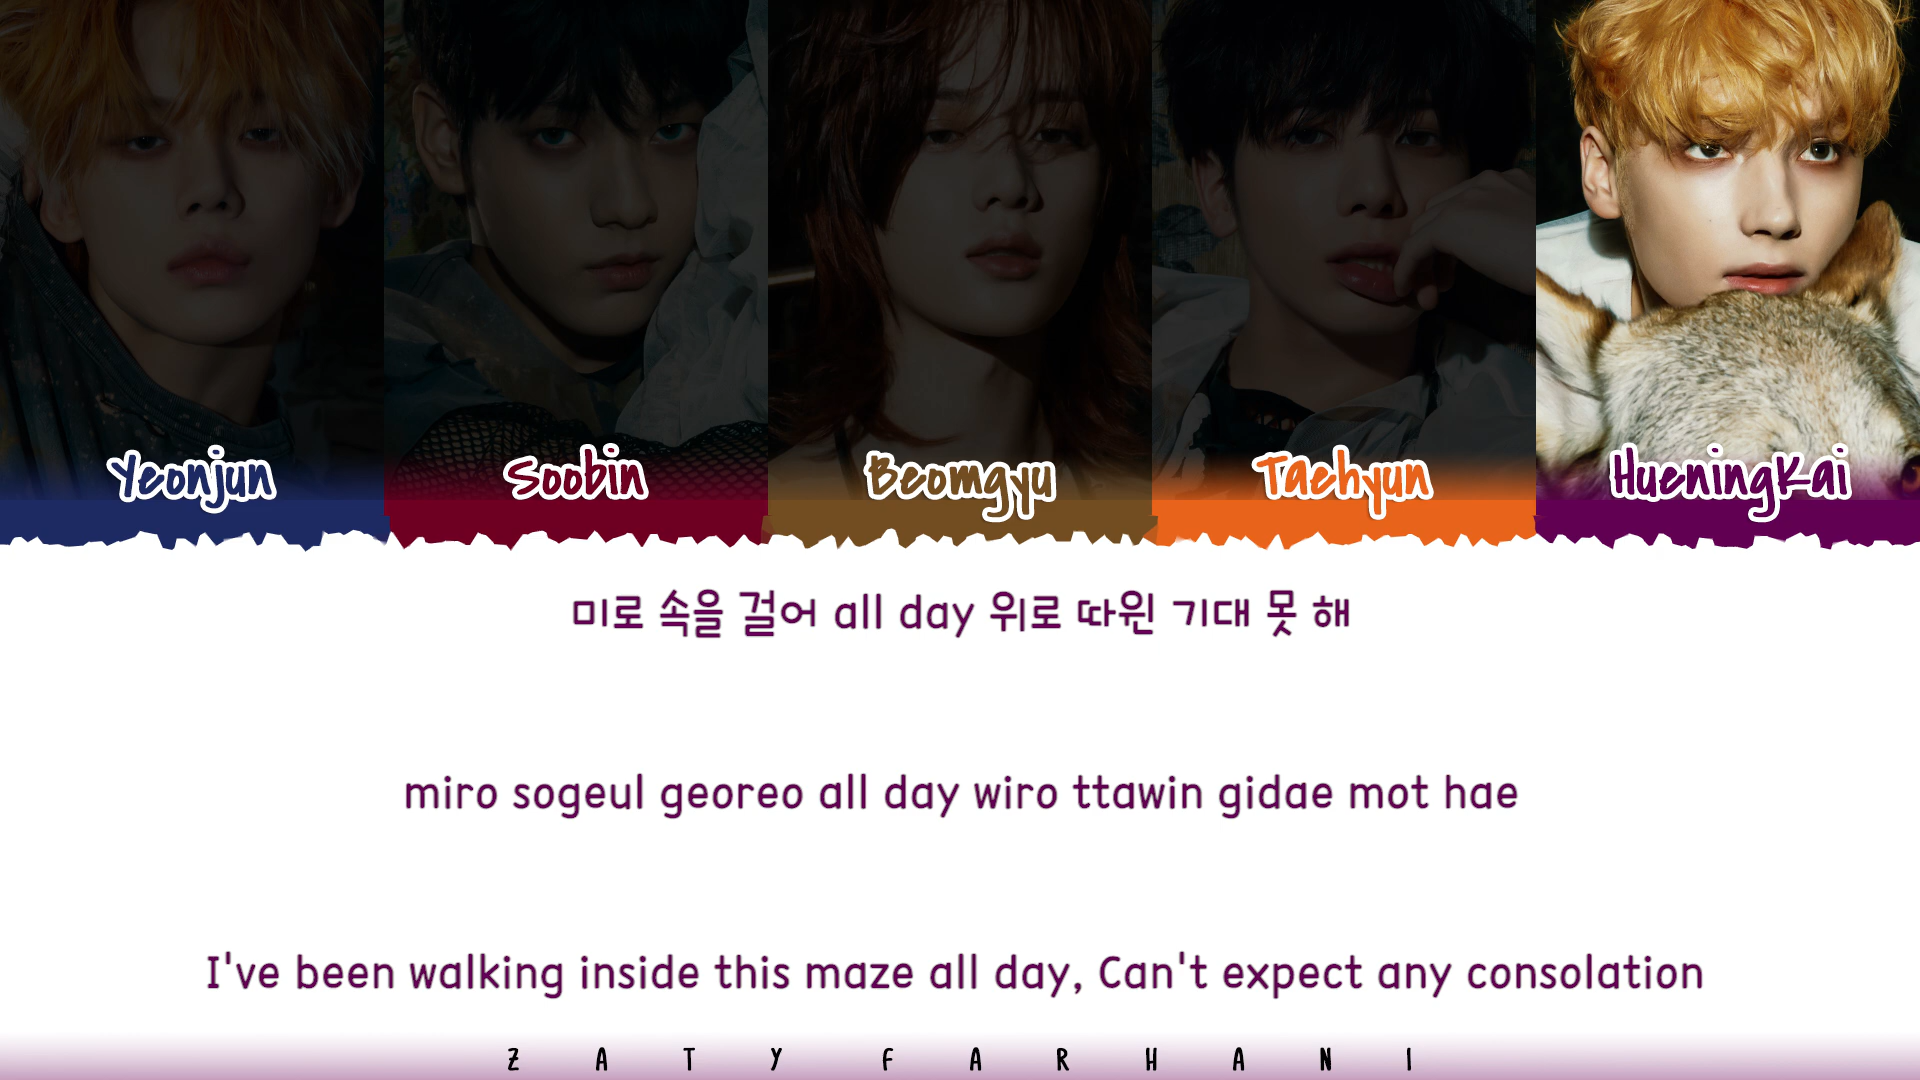 Yeonjun Soobin Beomgyu Taehyun HueningKai
미로 속을 걸어 all day 위로 따윈 기대 못 해
miro sogeul georeo all day wiro ttawin gidae mot hae
I've been walking inside this maze all day, Can't expect any consolation
ZATY FARHANI